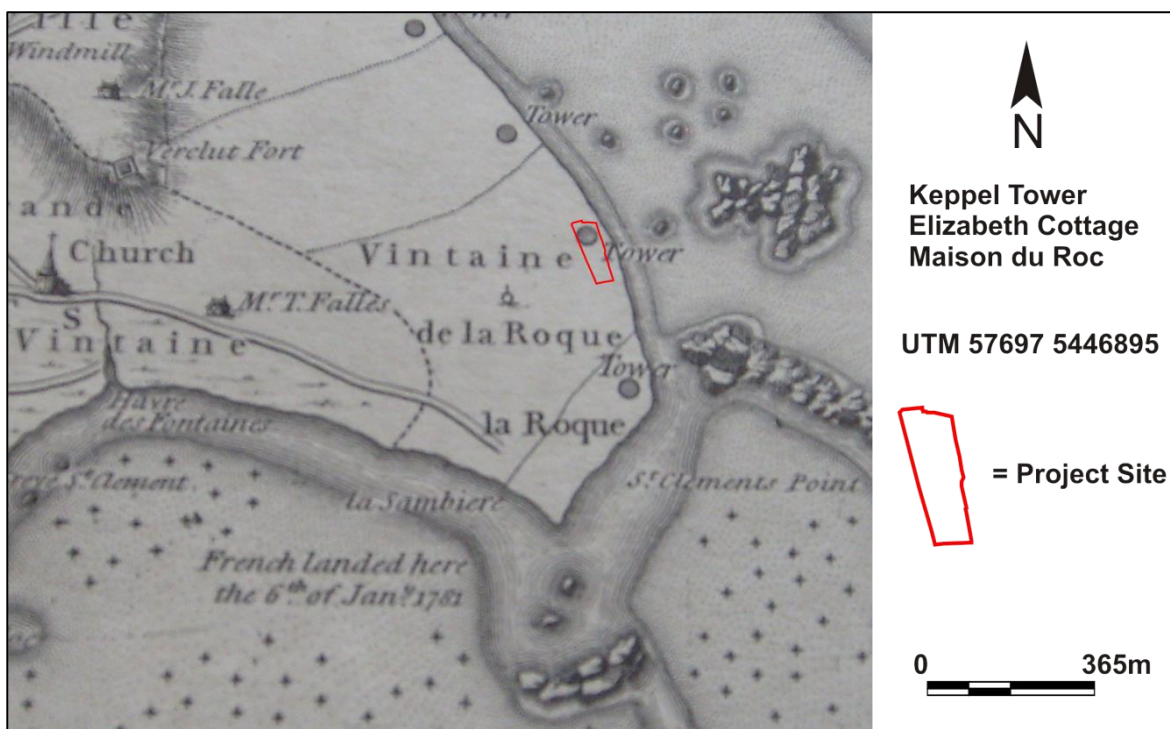 Tower
Windmill
Mr. J. Falle
Tower
Verclut Fort
ande
Church
Vintaine
Tower
Mr. T. Falles
S
Vintaine
de la Roque
Tower
Havre
des Fontaines
la Roque
St. Clement
la Sambiere
St. Clements Point
French landed here
the 6th of Jany. 1781
N
Keppel Tower
Elizabeth Cottage
Maison du Roc
UTM 57697 5446895
= Project Site
0 365m